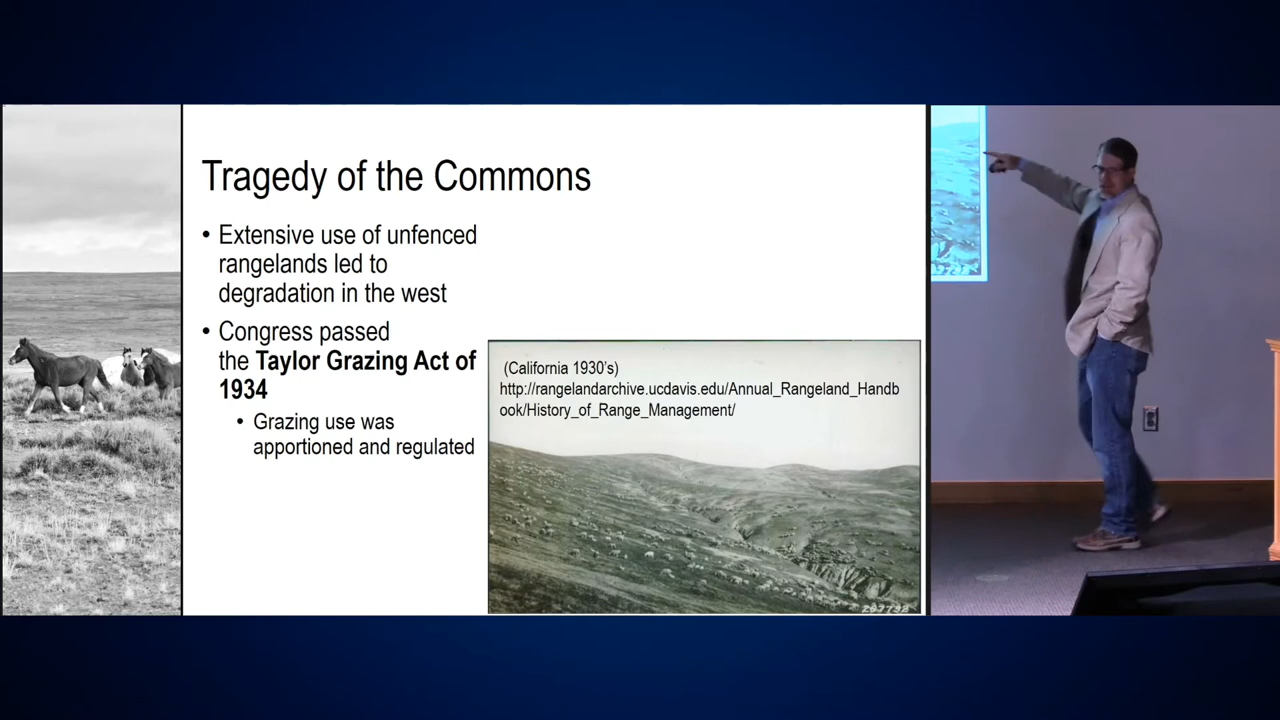 Tragedy of the Commons
• Extensive use of unfenced
rangelands led to
degradation in the west
• Congress passed
the Taylor Grazing Act of
1934
• Grazing use was
apportioned and regulated
(California 1930's)
http://rangelandarchive.ucdavis.edu/Annual_Rangeland_Handb
ook/History_of_Range_Management/